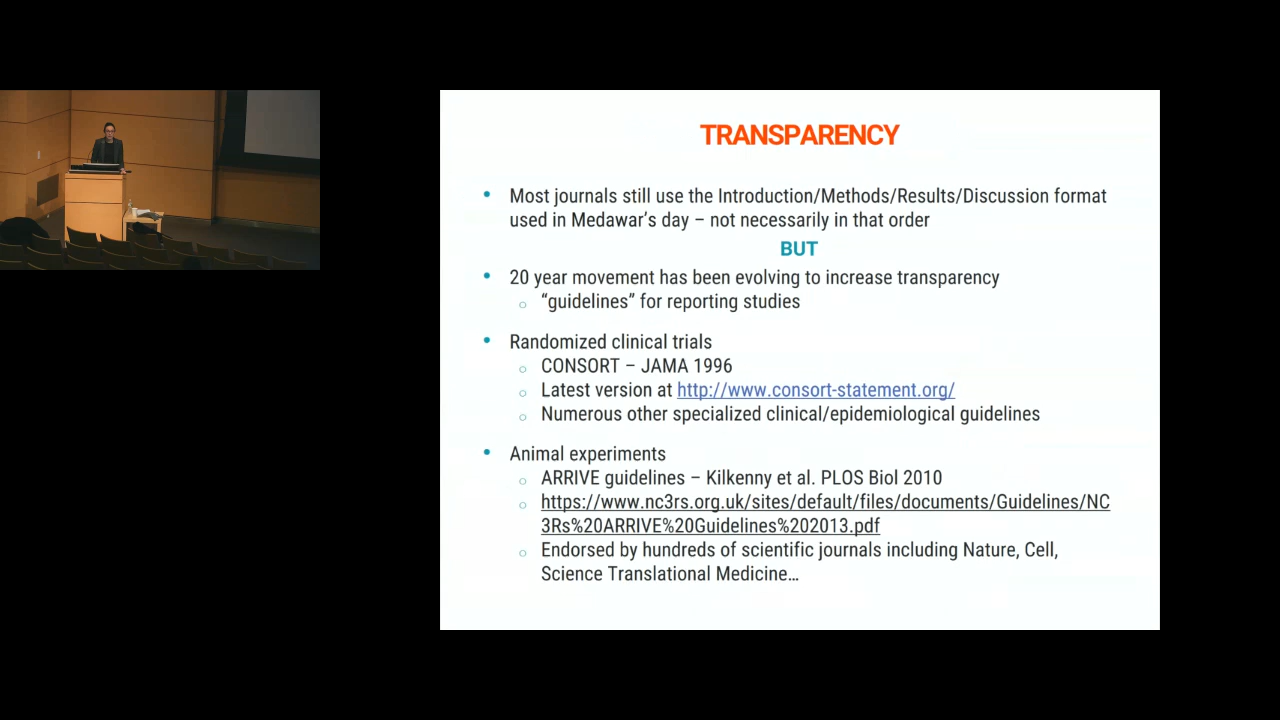 TRANSPARENCY
• Most journals still use the Introduction/Methods/Results/Discussion format
used in Medawar’s day – not necessarily in that order
BUT
• 20 year movement has been evolving to increase transparency
○ “guidelines” for reporting studies
• Randomized clinical trials
○ CONSORT – JAMA 1996
○ Latest version at http://www.consort-statement.org/
○ Numerous other specialized clinical/epidemiological guidelines
• Animal experiments
○ ARRIVE guidelines – Kilkenny et al. PLOS Biol 2010
○ https://www.nc3rs.org.uk/sites/default/files/documents/Guidelines/NC
3Rs%20ARRIVE%20Guidelines%202013.pdf
○ Endorsed by hundreds of scientific journals including Nature, Cell,
Science Translational Medicine…